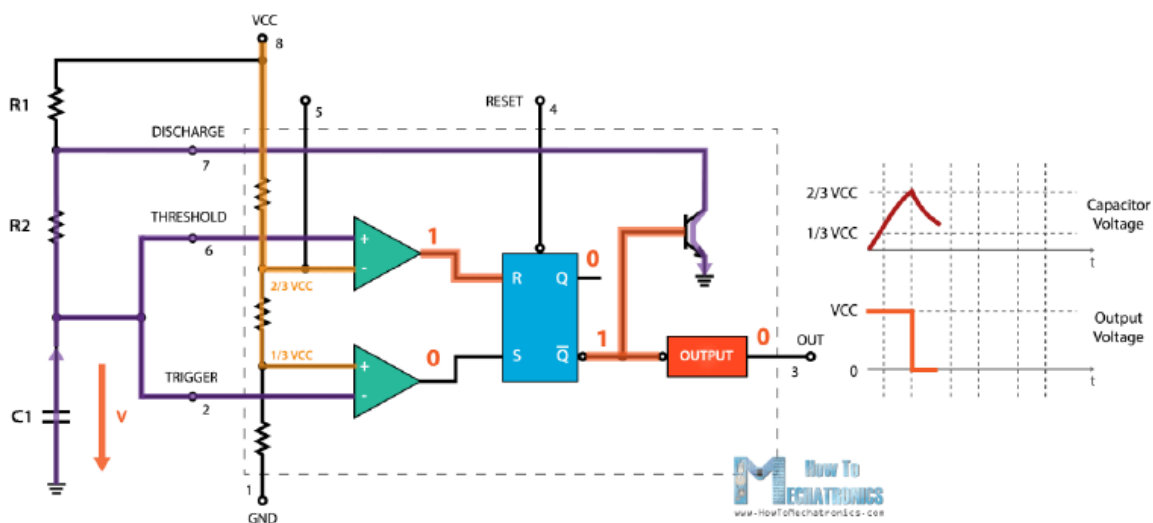 VCC
8
R1
5
RESET
4
DISCHARGE
7
2/3 VCC
Capacitor
Voltage
R2
THRESHOLD
6
+
1
-
2/3 VCC
R
Q
0
1/3 VCC
t
VCC
Output
Voltage
1/3 VCC
+
0
-
S
Q̅
1
OUTPUT
0
OUT
3
0
t
TRIGGER
2
C1
V
1
GND
How To
MECHATRONICS
www.HowToMechatronics.com